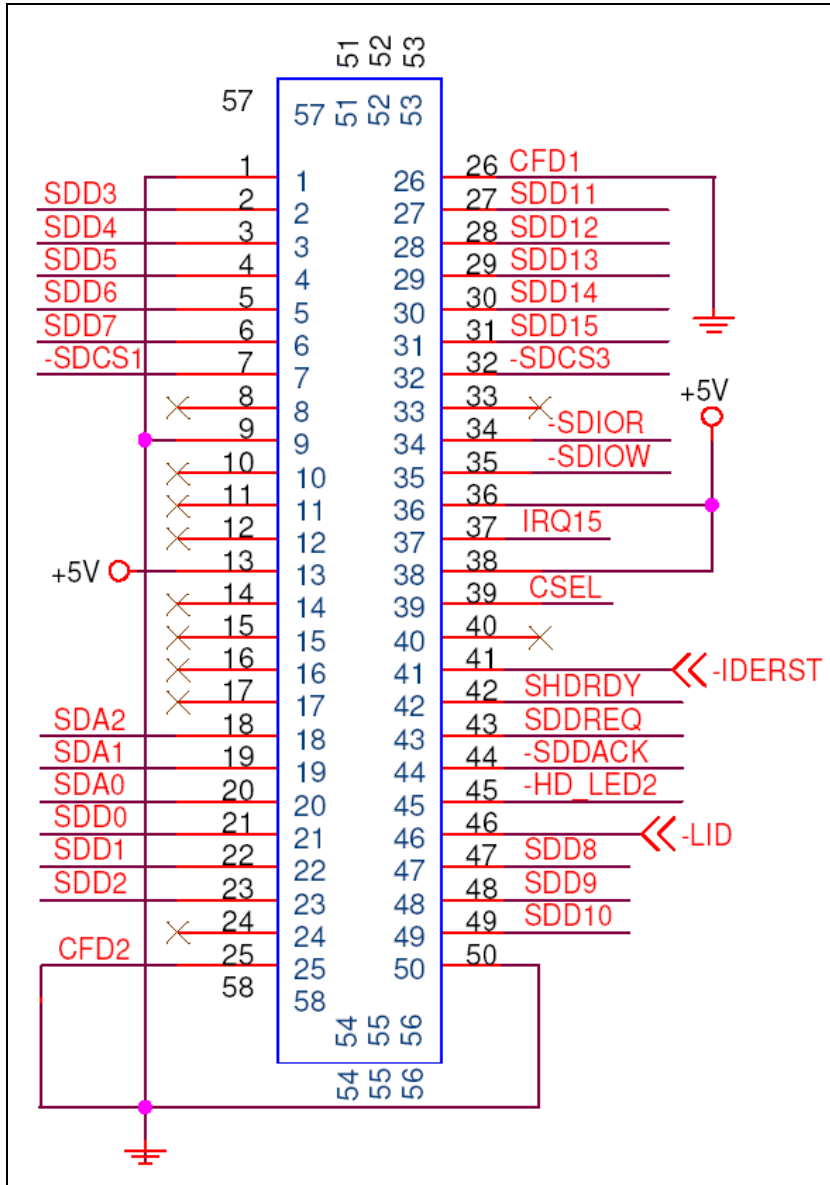 51 52 53
57
57 51 52 53
1 1 26 26 CFD1
SDD3 2 2 27 27 SDD11
SDD4 3 3 28 28 SDD12
SDD5 4 4 29 29 SDD13
SDD6 5 5 30 30 SDD14
SDD7 6 6 31 31 SDD15
-SDCS1 7 7 32 32 -SDCS3
8 8 33 33 +5V
9 9 34 34 -SDIOR
10 10 35 35 -SDIOW
11 11 36 36
12 12 37 37 IRQ15
+5V 13 13 38 38
14 14 39 39 CSEL
15 15 40 40
16 16 41 41 -IDERST
17 17 42 42 SHDRDY
SDA2 18 18 43 43 SDDREQ
SDA1 19 19 44 44 -SDDACK
SDA0 20 20 45 45 -HD_LED2
SDD0 21 21 46 46 -LID
SDD1 22 22 47 47 SDD8
SDD2 23 23 48 48 SDD9
24 24 49 49 SDD10
CFD2 25 25 50 50
58 58
54 55 56
54 55 56